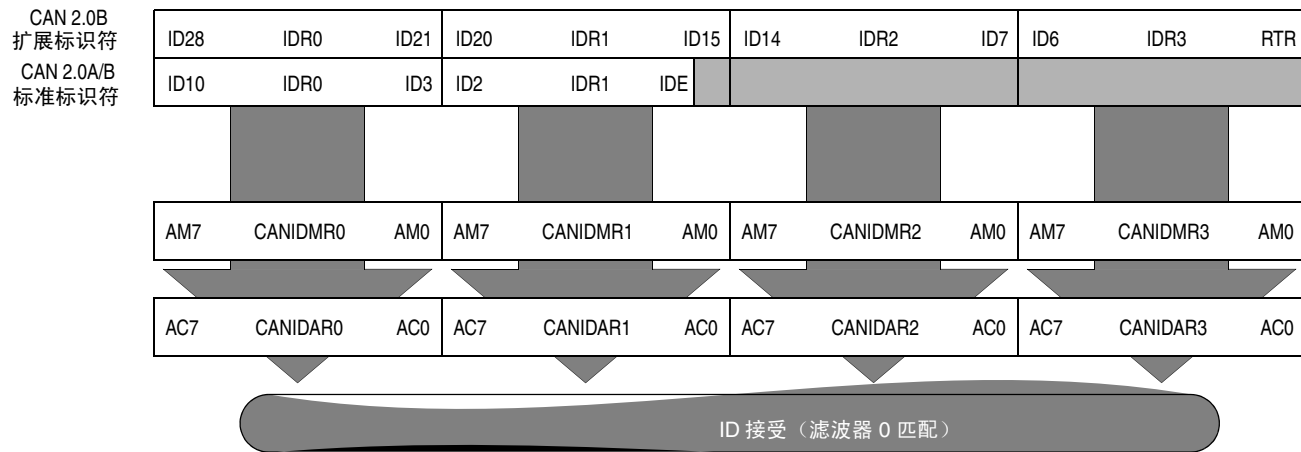 CAN 2.0B
扩展标识符 ID28 IDR0 ID21 ID20 IDR1 ID15 ID14 IDR2 ID7 ID6 IDR3 RTR
CAN 2.0A/B
标准标识符 ID10 IDR0 ID3 ID2 IDR1 IDE
AM7 CANIDMR0 AM0 AM7 CANIDMR1 AM0 AM7 CANIDMR2 AM0 AM7 CANIDMR3 AM0
AC7 CANIDAR0 AC0 AC7 CANIDAR1 AC0 AC7 CANIDAR2 AC0 AC7 CANIDAR3 AC0
ID 接受（滤波器 0 匹配）